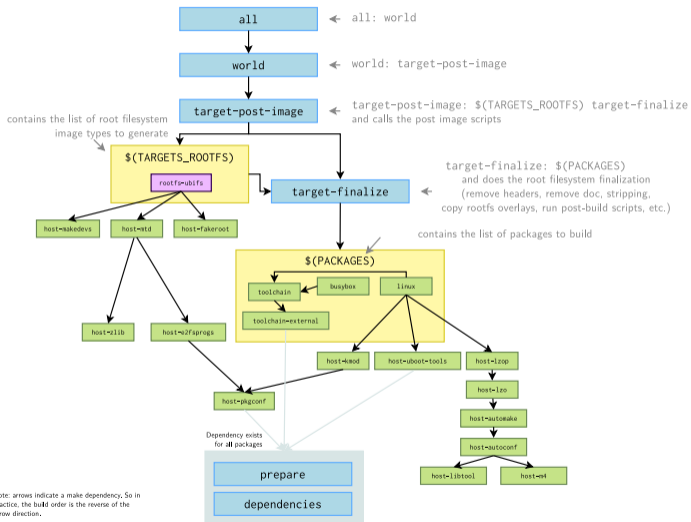 all
all: world
world
world: target-post-image
target-post-image
target-post-image: $(TARGETS_ROOTFS) target-finalize
and calls the post image scripts
contains the list of root filesystem
image types to generate
$(TARGETS_ROOTFS)
rootfs-ubifs
target-finalize
target-finalize: $(PACKAGES)
and does the root filesystem finalization
(remove headers, remove doc, stripping,
copy rootfs overlays, run post-build scripts, etc.)
host-makedevs
host-mtd
host-fakeroot
contains the list of packages to build
$(PACKAGES)
toolchain
busybox
linux
toolchain-external
host-zlib
host-e2fsprogs
host-kmod
host-uboot-tools
host-lzop
host-lzo
host-pkgconf
host-automake
Dependency exists
for all packages
host-autoconf
host-libtool
host-m4
prepare
dependencies
ote: arrows indicate a make dependency. So in
actice, the build order is the reverse of the
row direction.